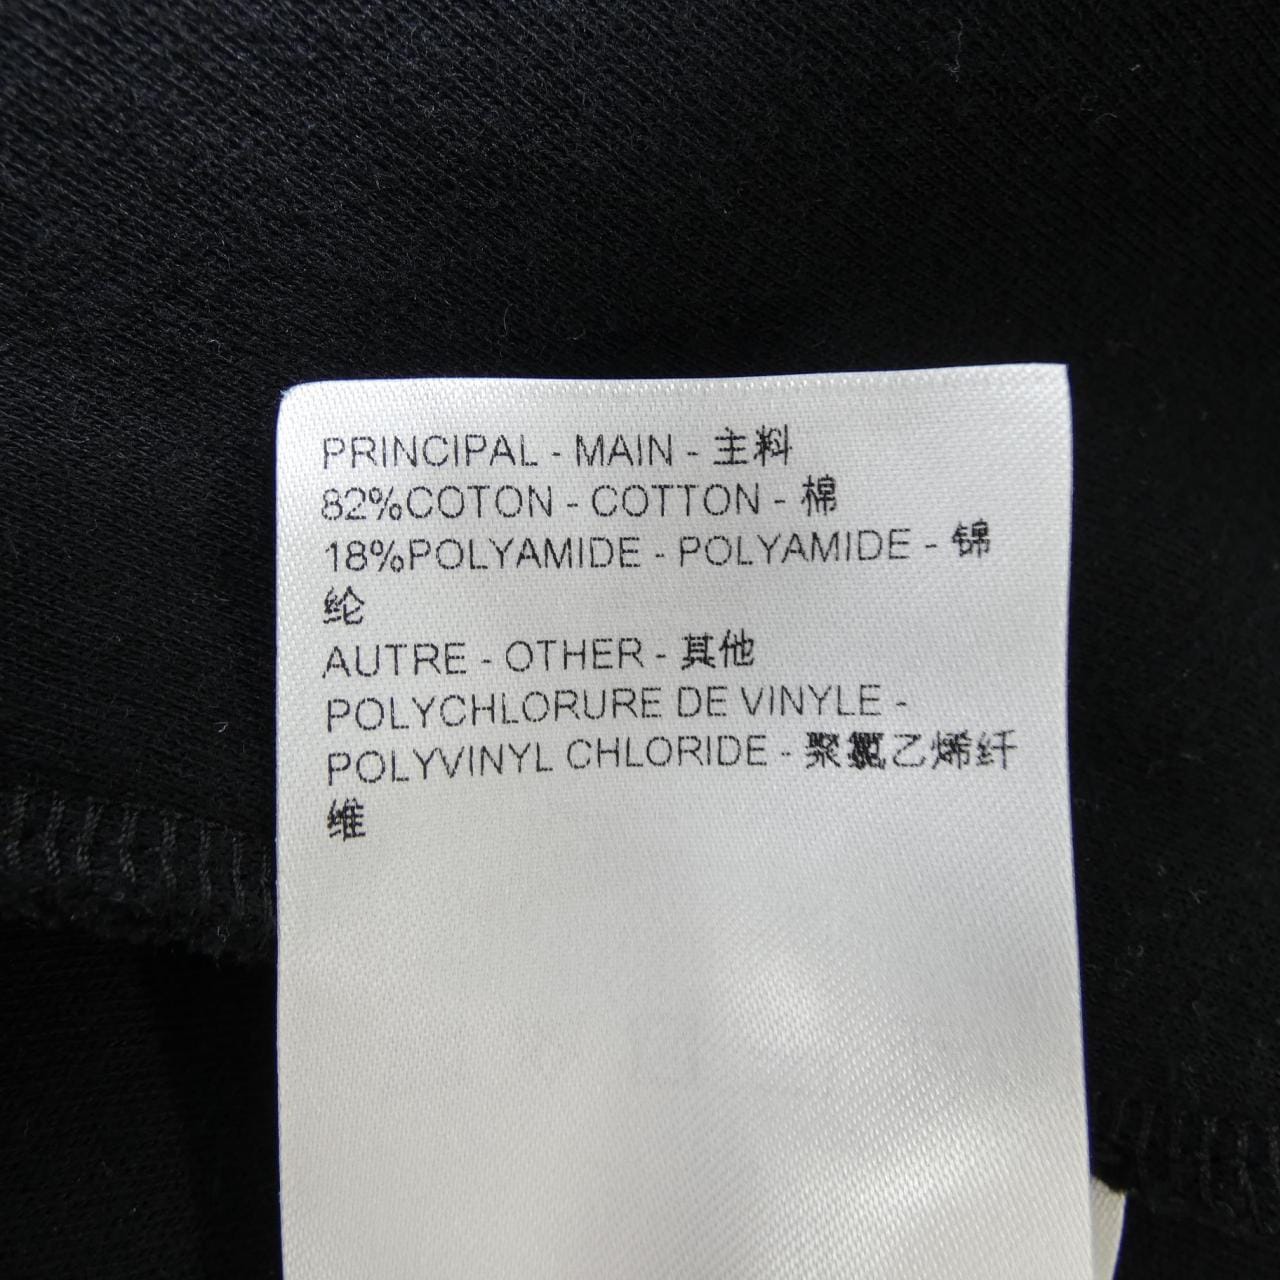 PRINCIPAL - MAIN - 主料
82%COTON - COTTON - 棉
18%POLYAMIDE - POLYAMIDE - 锦
纶
AUTRE - OTHER - 其他
POLYCHLORURE DE VINYLE -
POLYVINYL CHLORIDE - 聚氯乙烯纤
维